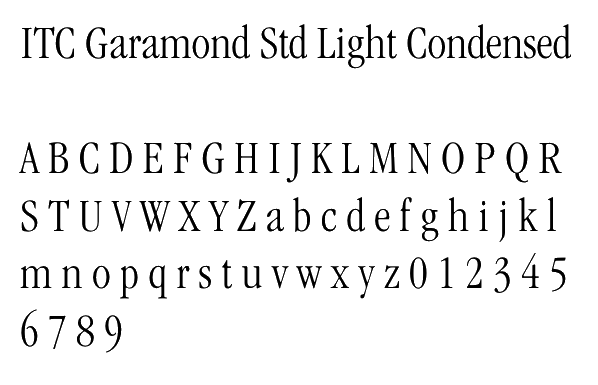 ITC Garamond Std Light Condensed
A B C D E F G H I J K L M N O P Q R
S T U V W X Y Z a b c d e f g h i j k l
m n o p q r s t u v w x y z 0 1 2 3 4 5
6 7 8 9